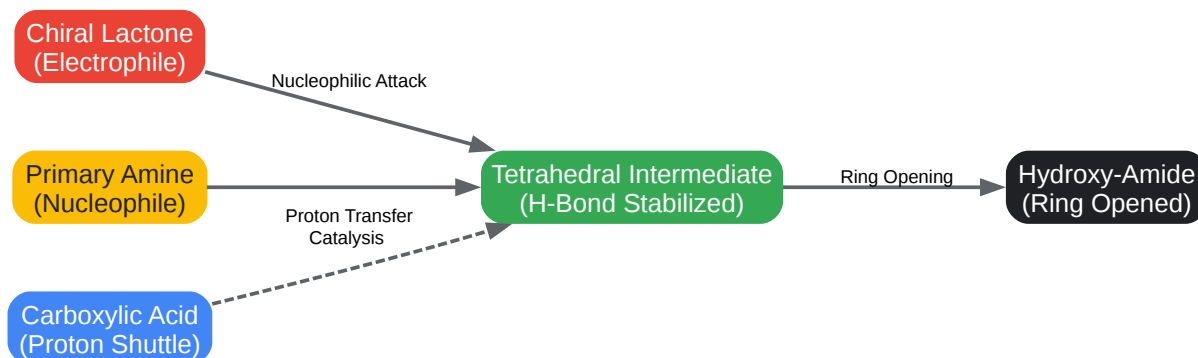 Chiral Lactone
(Electrophile)
Nucleophilic Attack
Primary Amine
(Nucleophile)
Tetrahedral Intermediate
(H-Bond Stabilized)
Ring Opening
Hydroxy-Amide
(Ring Opened)
Proton Transfer
Catalysis
Carboxylic Acid
(Proton Shuttle)